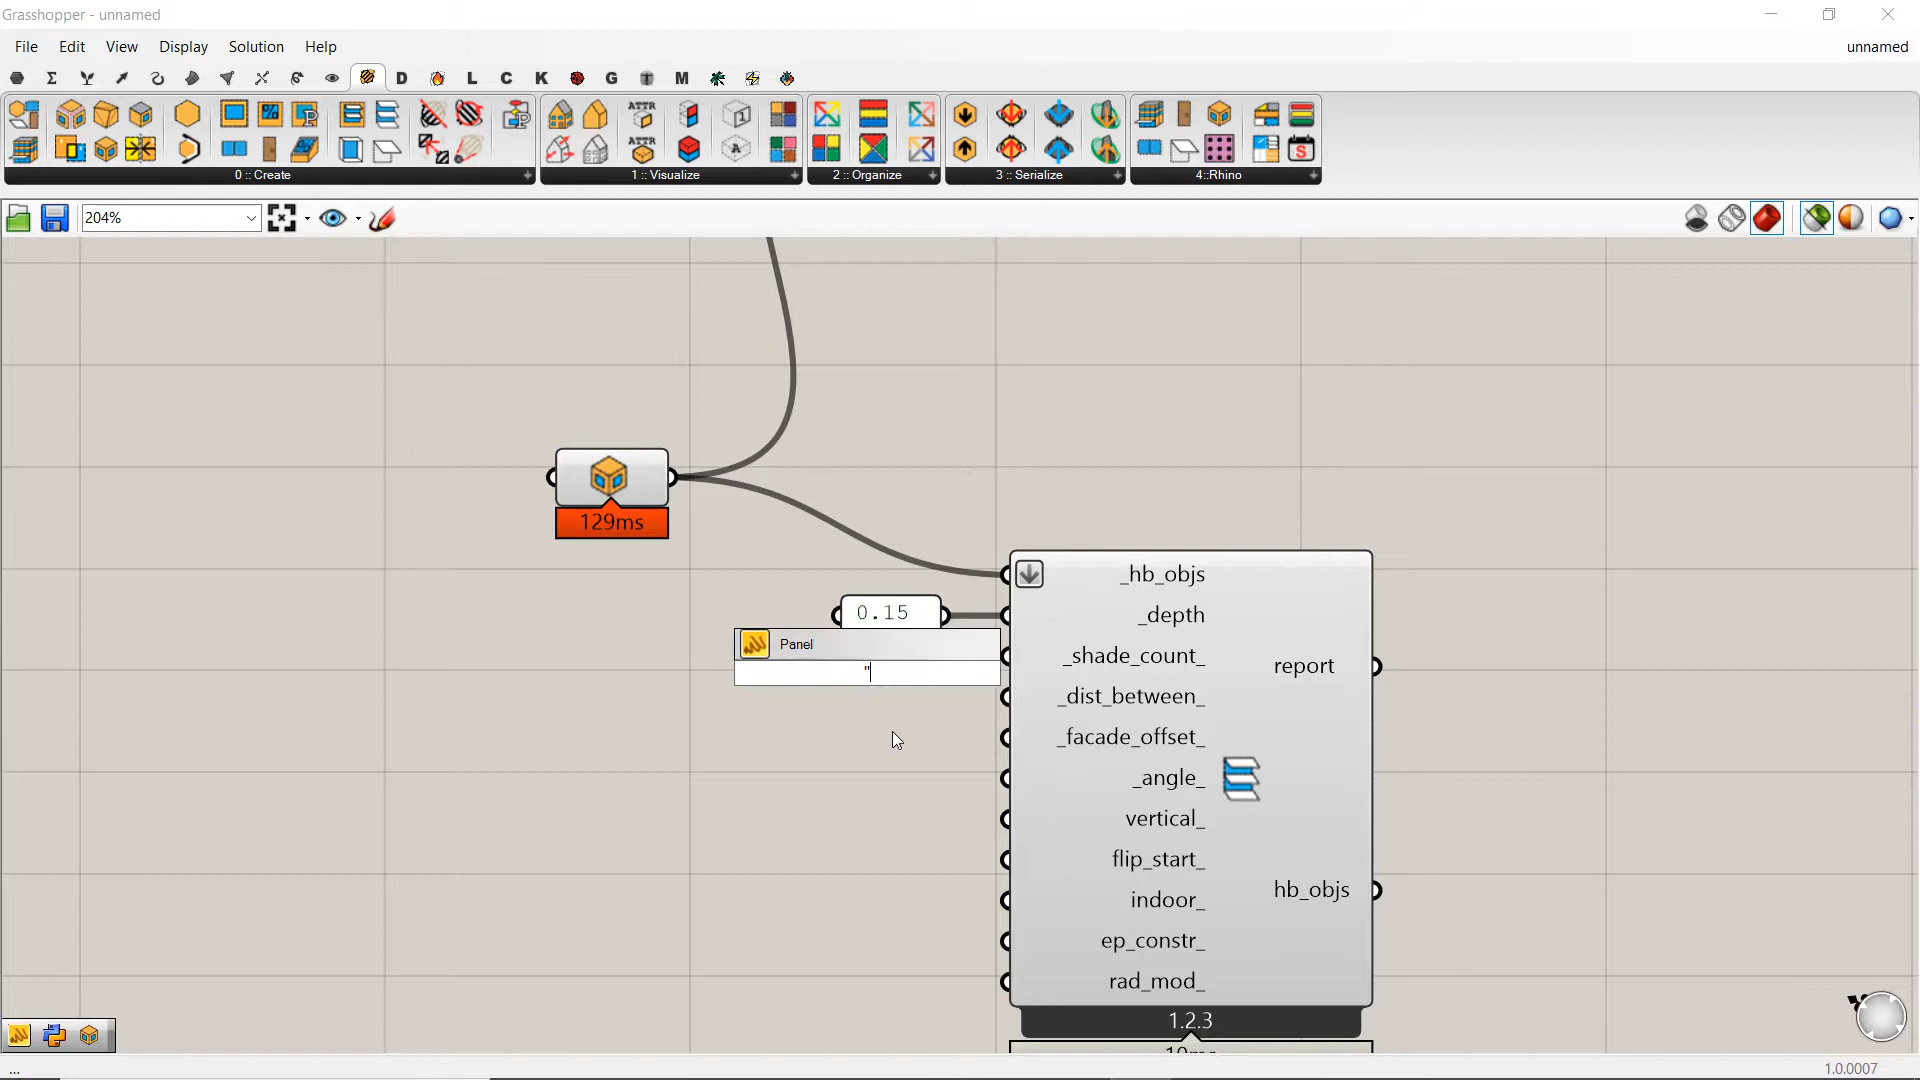 Grasshopper - unnamed
File Edit View Display Solution Help unnamed
D L C K G T M
ATTR
ATTR
0 :: Create 1 :: Visualize 2 :: Organize 3 :: Serialize 4::Rhino
204%
129ms
_hb_objs
0.15 _depth
Panel
"
_shade_count_
report
_dist_between_
_facade_offset_
_angle_
vertical_
flip_start_
hb_objs
indoor_
ep_constr_
rad_mod_
1.2.3
...
1.0.0007